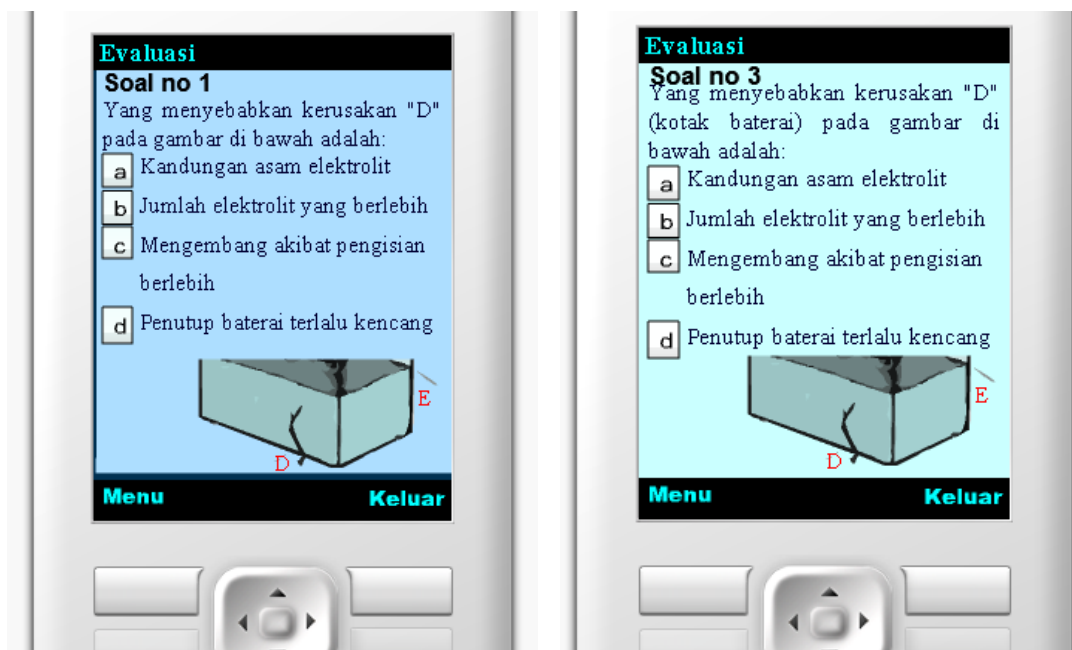 Evaluasi
Soal no 1
Yang menyebabkan kerusakan "D"
pada gambar di bawah adalah:
a Kandungan asam elektrolit
b Jumlah elektrolit yang berlebih
c Mengembang akibat pengisian
berlebih
d Penutup baterai terlalu kencang
E
D
Menu Keluar
Evaluasi
Soal no 3
Yang menyebabkan kerusakan "D"
(kotak baterai) pada gambar di
bawah adalah:
a Kandungan asam elektrolit
b Jumlah elektrolit yang berlebih
c Mengembang akibat pengisian
berlebih
d Penutup baterai terlalu kencang
E
D
Menu Keluar